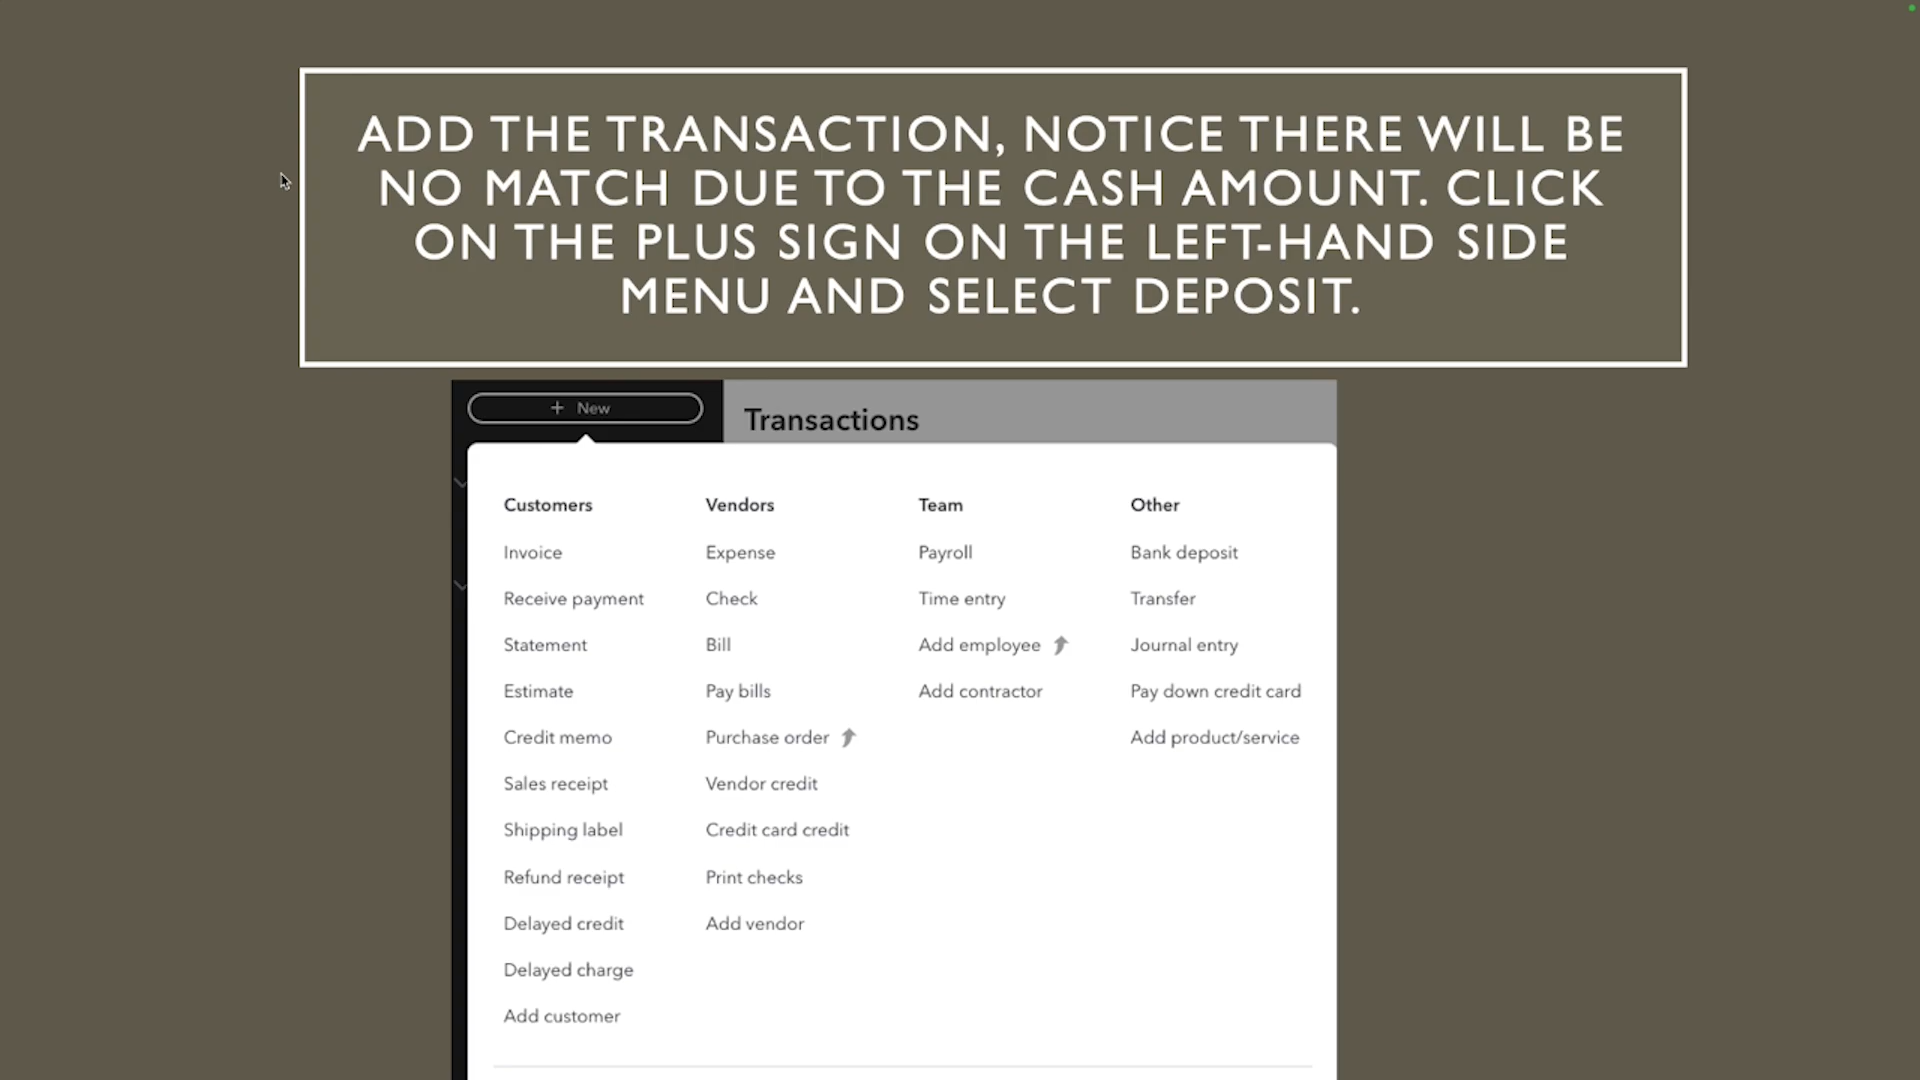 ADD THE TRANSACTION, NOTICE THERE WILL BE
NO MATCH DUE TO THE CASH AMOUNT. CLICK
ON THE PLUS SIGN ON THE LEFT-HAND SIDE
MENU AND SELECT DEPOSIT.
+ New
Transactions
Customers
Invoice
Receive payment
Statement
Estimate
Credit memo
Sales receipt
Shipping label
Refund receipt
Delayed credit
Delayed charge
Add customer
Vendors
Expense
Check
Bill
Pay bills
Purchase order
Vendor credit
Credit card credit
Print checks
Add vendor
Team
Payroll
Time entry
Add employee
Add contractor
Other
Bank deposit
Transfer
Journal entry
Pay down credit card
Add product/service